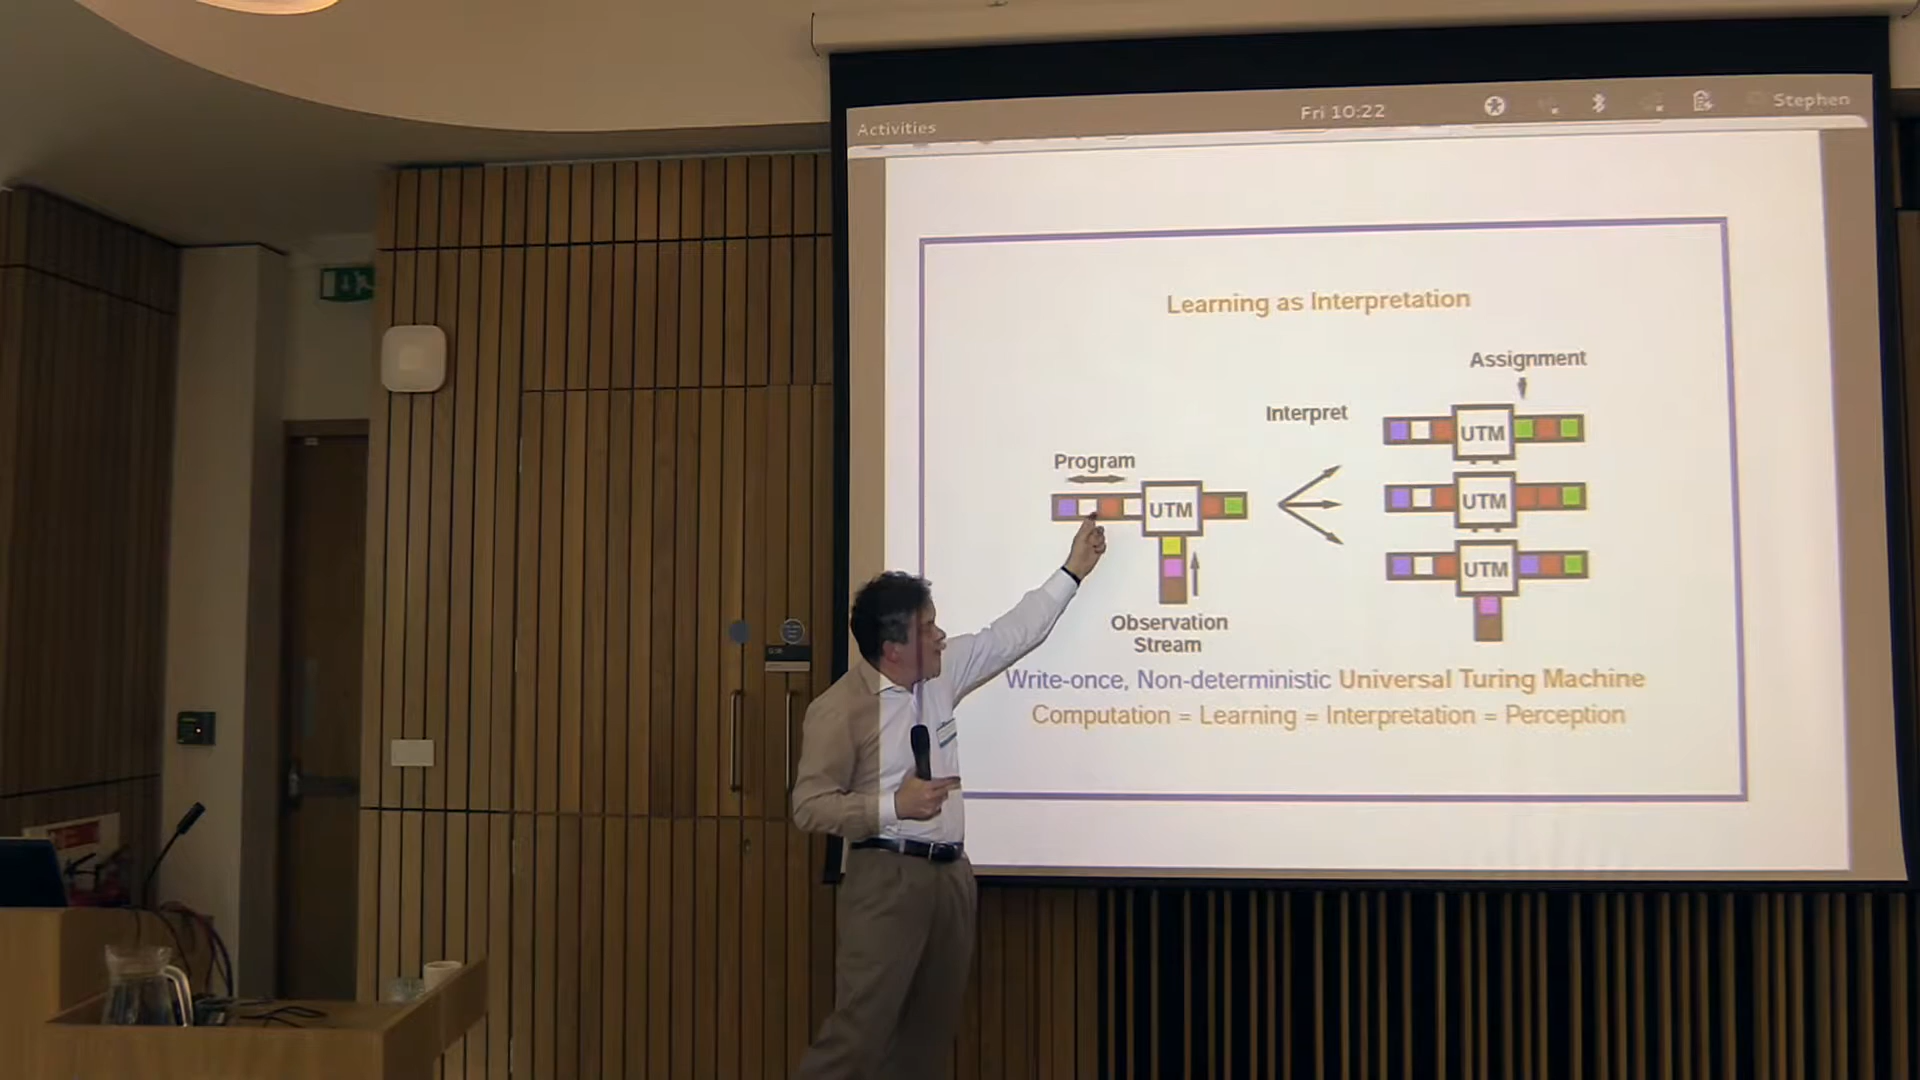 Activities
Fri 10:22
Stephen
Learning as Interpretation
Assignment
Interpret
Program
UTM
UTM
UTM
UTM
Observation
Stream
Write-once, Non-deterministic Universal Turing Machine
Computation = Learning = Interpretation = Perception